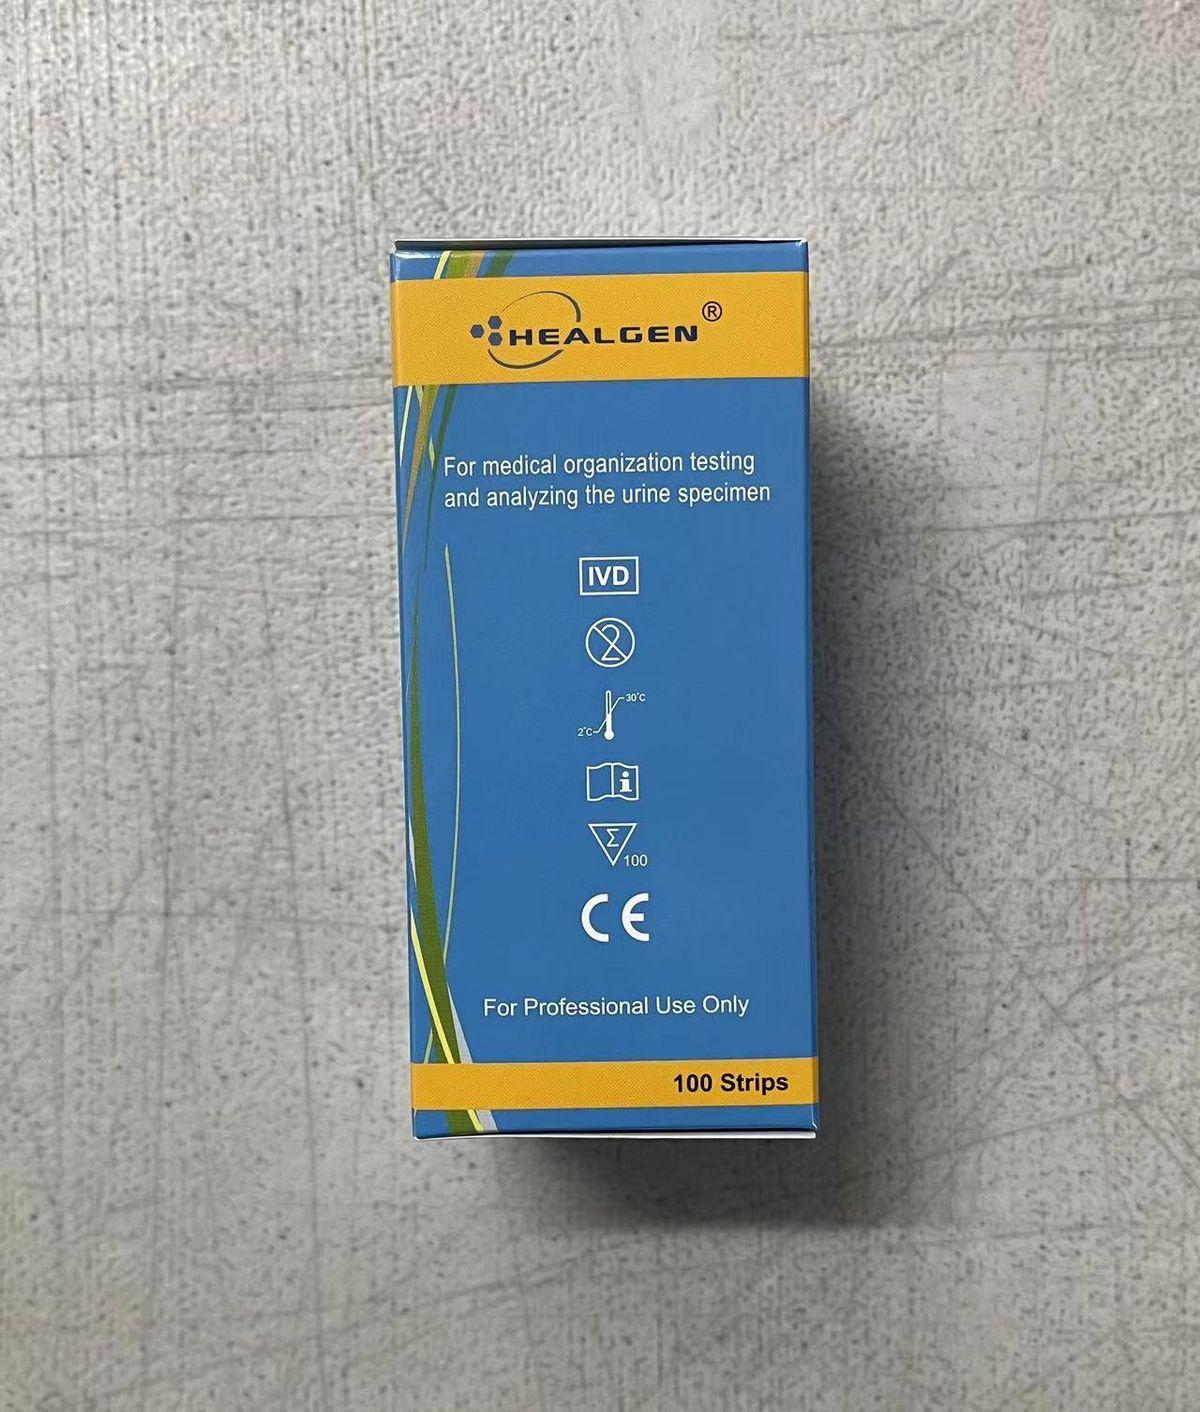 HEALGEN®
For medical organization testing
and analyzing the urine specimen
IVD
2
30°C
2°C
i
Σ
100
CE
For Professional Use Only
100 Strips